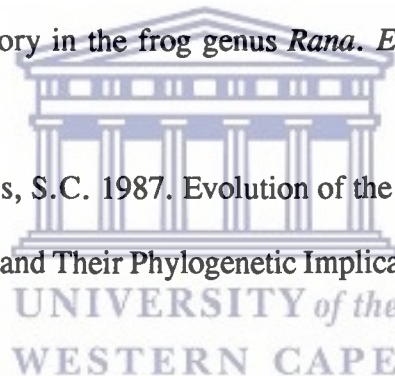 ory in the frog genus Rana. E
s, S.C. 1987. Evolution of the
and Their Phylogenetic Implica
UNIVERSITY of the
WESTERN CAPE